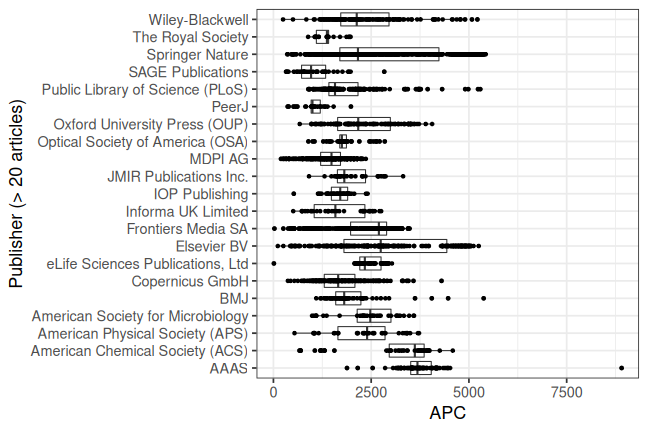 Publisher (> 20 articles)
Wiley-Blackwell
The Royal Society
Springer Nature
SAGE Publications
Public Library of Science (PLoS)
PeerJ
Oxford University Press (OUP)
Optical Society of America (OSA)
MDPI AG
JMIR Publications Inc.
IOP Publishing
Informa UK Limited
Frontiers Media SA
Elsevier BV
eLife Sciences Publications, Ltd
Copernicus GmbH
BMJ
American Society for Microbiology
American Physical Society (APS)
American Chemical Society (ACS)
AAAS
0 2500 5000 7500
APC